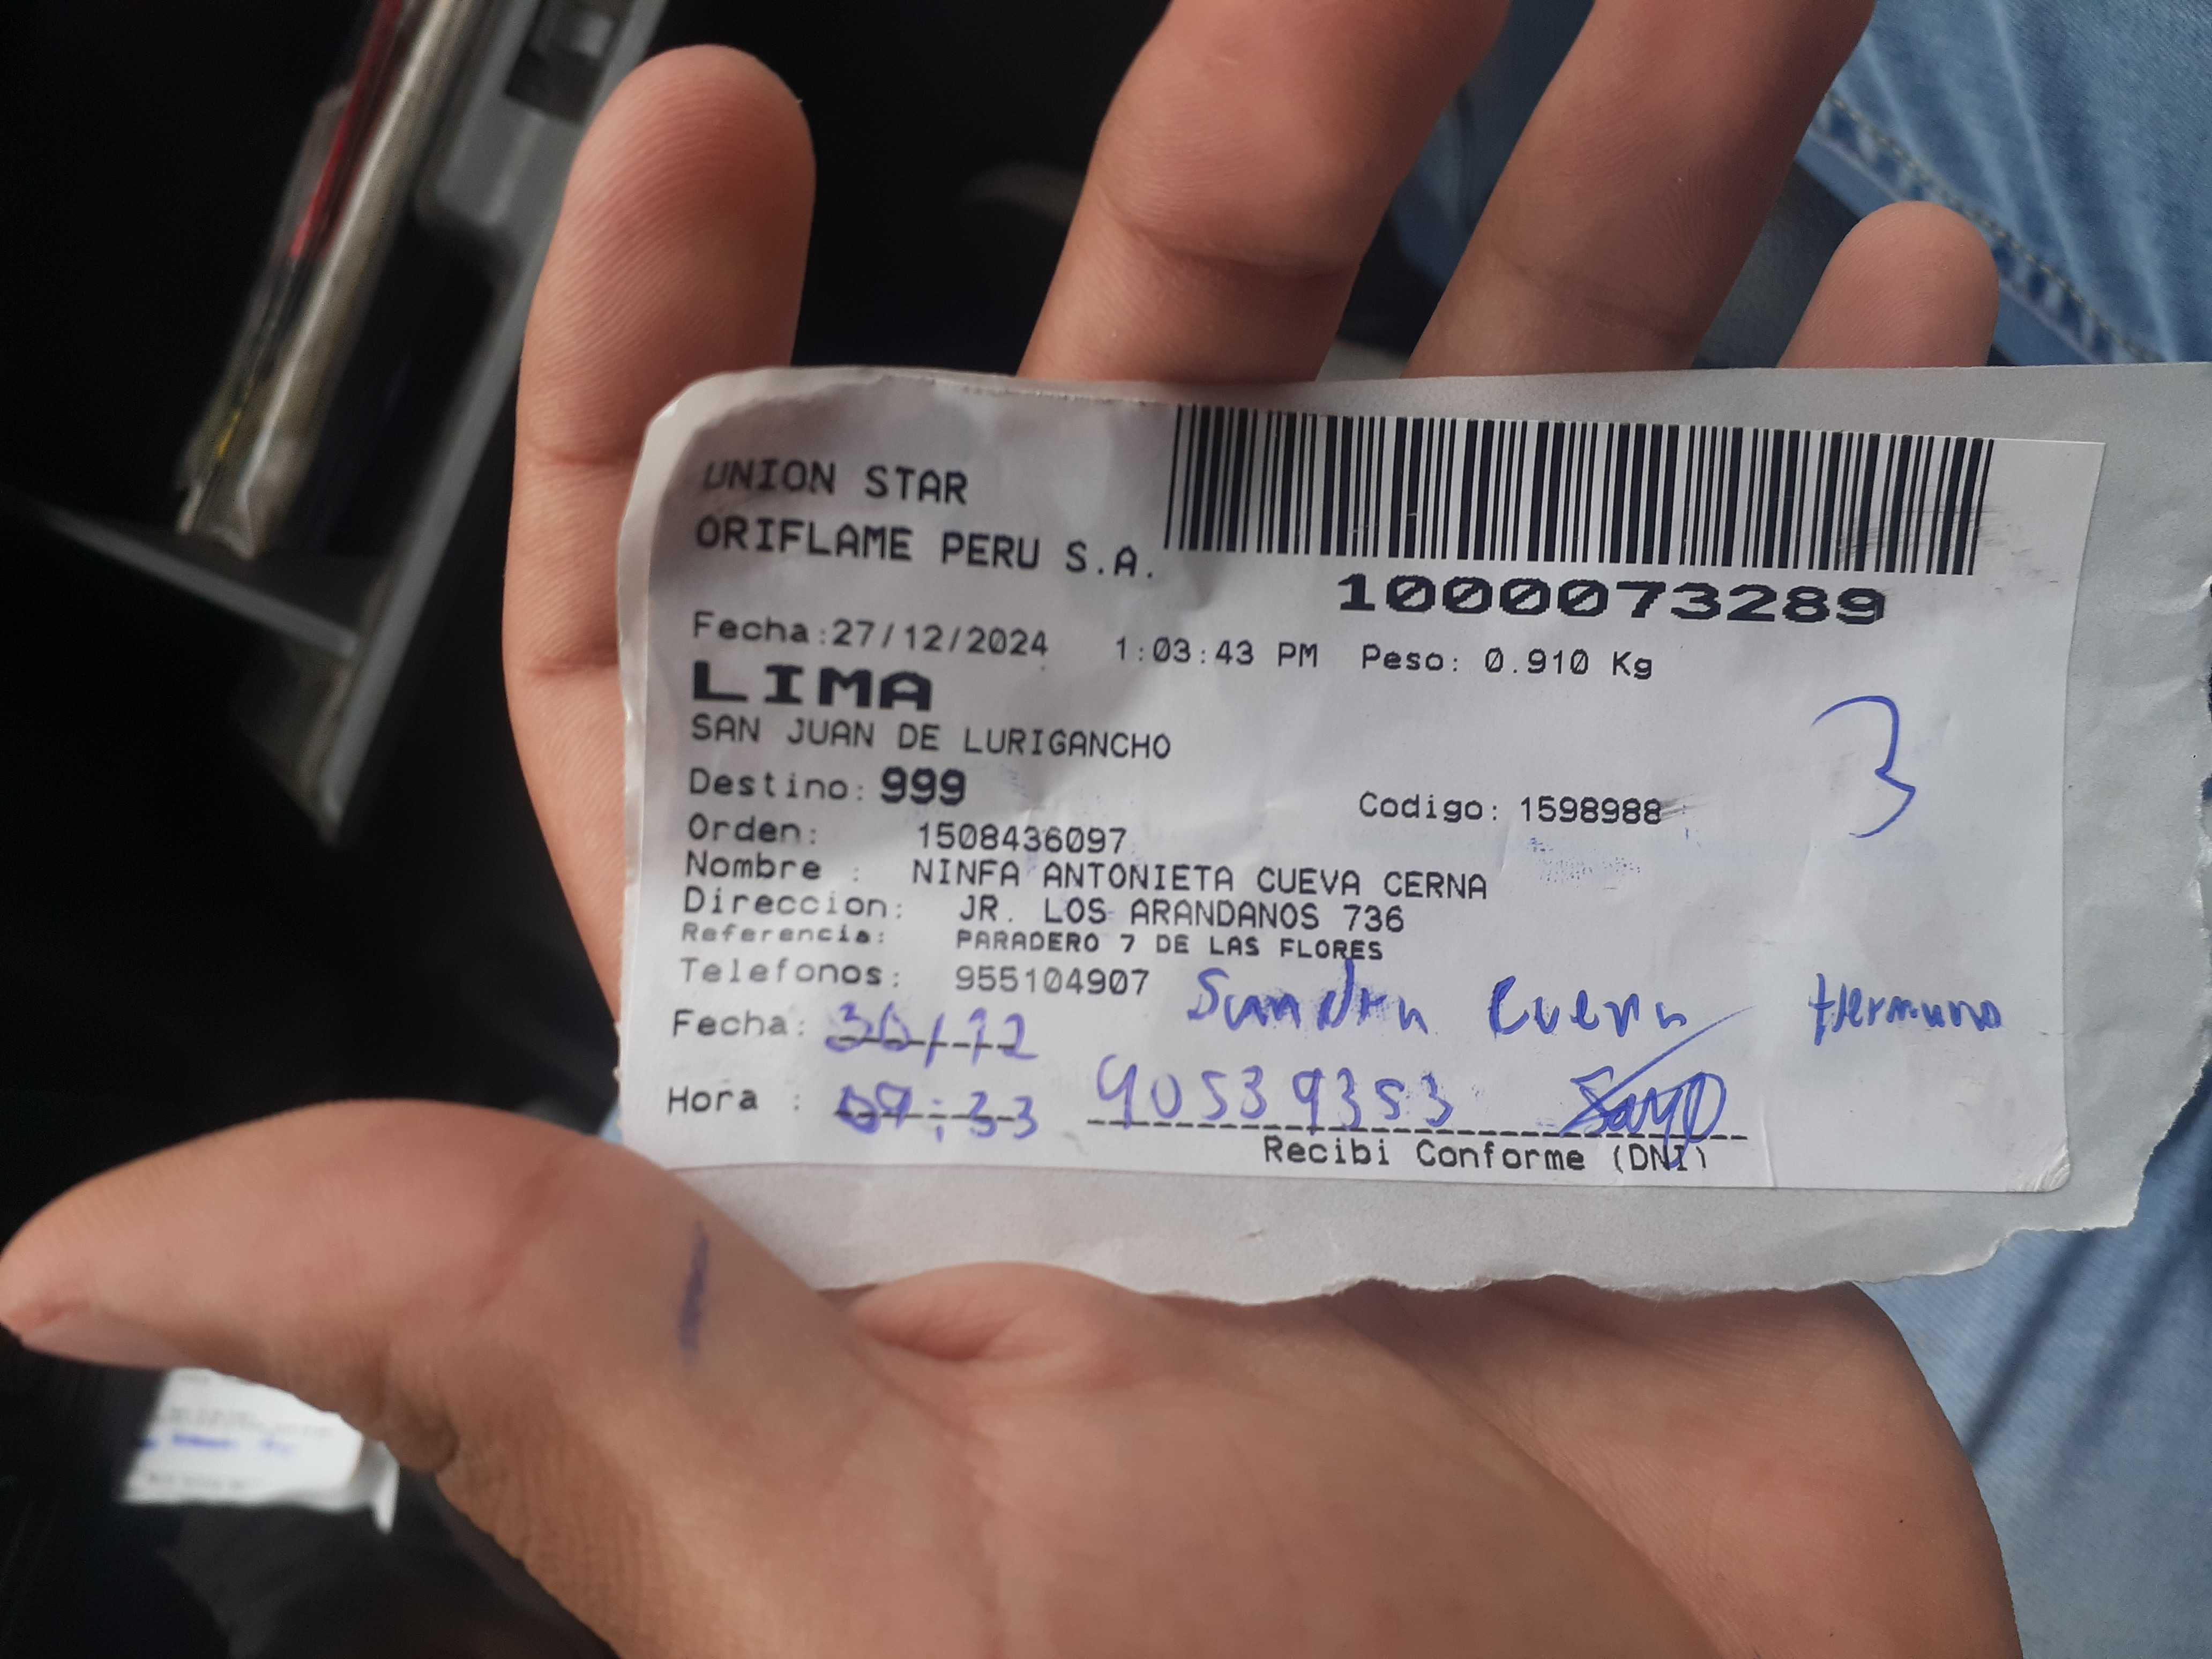 UNION STAR
ORIFLAME PERU S.A.
1000073289
Fecha:27/12/2024 1:03:43 PM Peso: 0.910 Kg
LIMA
SAN JUAN DE LURIGANCHO
3
Destino: 999
Codigo: 1598988
Orden: 1508436097
Nombre : NINFA ANTONIETA CUEVA CERNA
Direccion: JR. LOS ARANDANOS 736
Referencia: PARADERO 7 DE LAS FLORES
Telefonos: 955104907
Sandra Cueva Hermana
Fecha: 30/12
Hora : 09:33 40539353
Recibi Conforme (DNI)